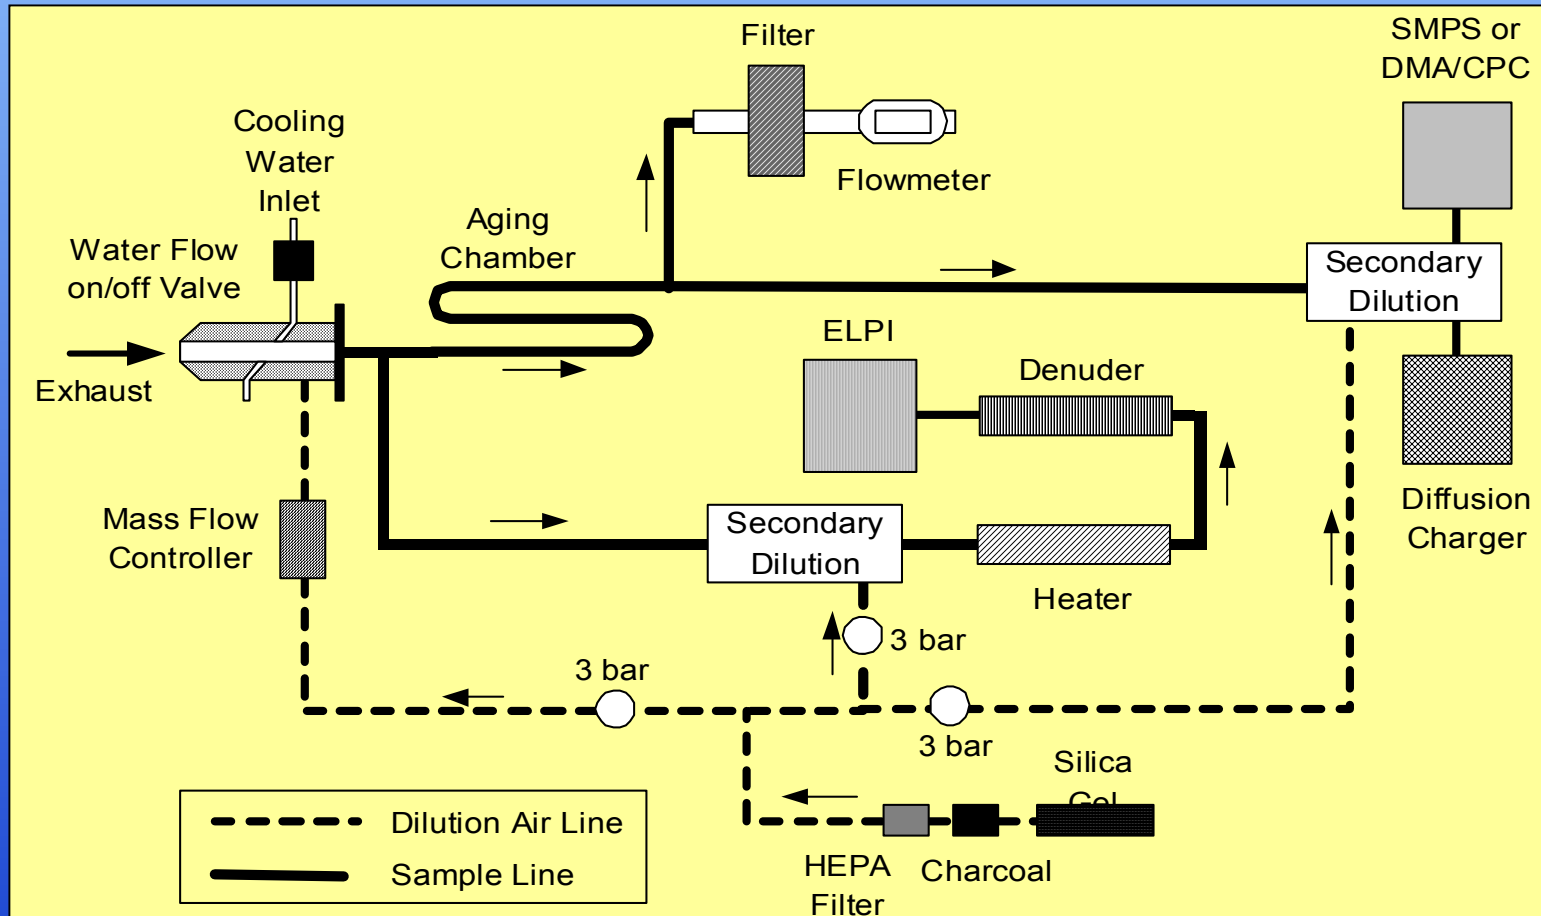 SMPS or
DMA/CPC
Filter
Cooling
Water
Inlet
Flowmeter
Aging
Chamber
Water Flow
on/off Valve
Secondary
Dilution
ELPI
Denuder
Exhaust
Mass Flow
Controller
Secondary
Dilution
Diffusion
Charger
Heater
3 bar
3 bar
3 bar
Silica
Gel
Dilution Air Line
Sample Line
HEPA
Filter
Charcoal